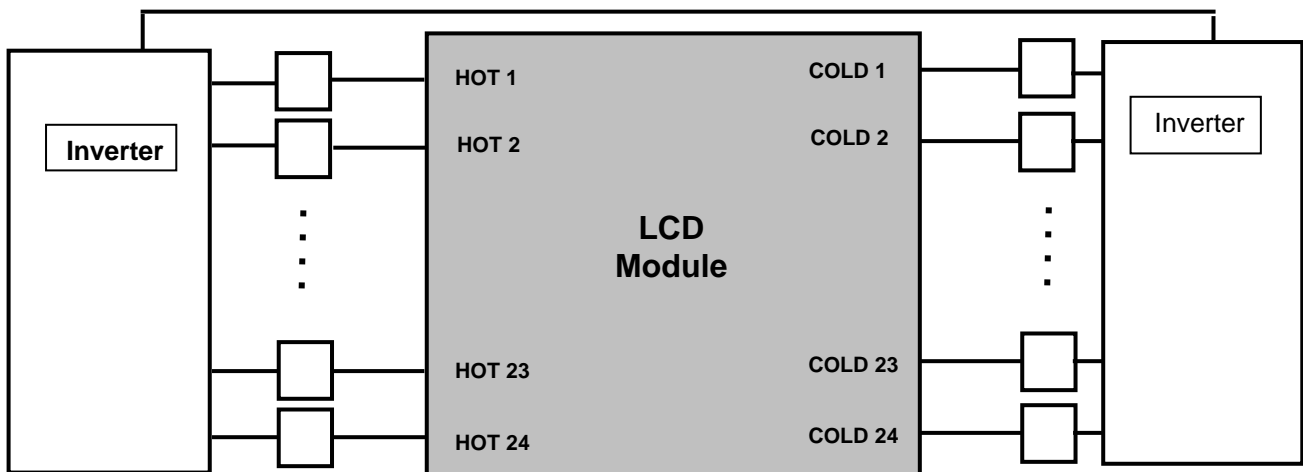 Inverter
HOT 1
HOT 2
HOT 23
HOT 24
LCD
Module
COLD 1
COLD 2
COLD 23
COLD 24
Inverter